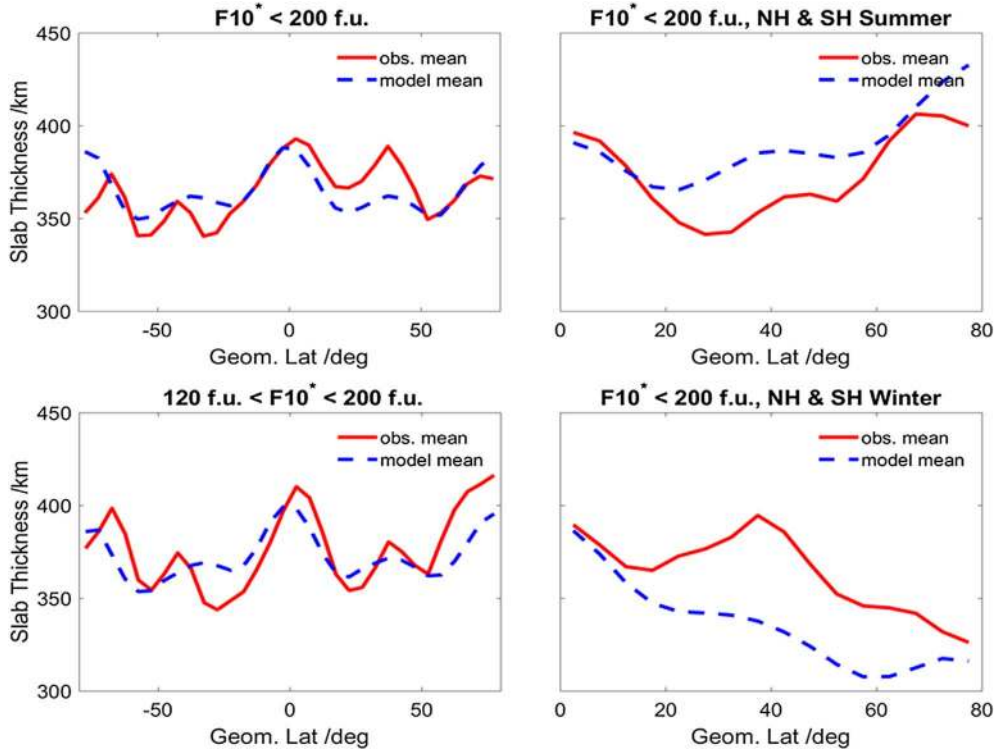 F10* < 200 f.u.
F10* < 200 f.u., NH & SH Summer
450
400
350
300
Slab Thickness /km
obs. mean
model mean
-50
0
50
Geom. Lat /deg
obs. mean
model mean
0
20
40
60
80
Geom. Lat /deg
120 f.u. < F10* < 200 f.u.
F10* < 200 f.u., NH & SH Winter
450
400
350
300
Slab Thickness /km
obs. mean
model mean
-50
0
50
Geom. Lat /deg
obs. mean
model mean
0
20
40
60
80
Geom. Lat /deg